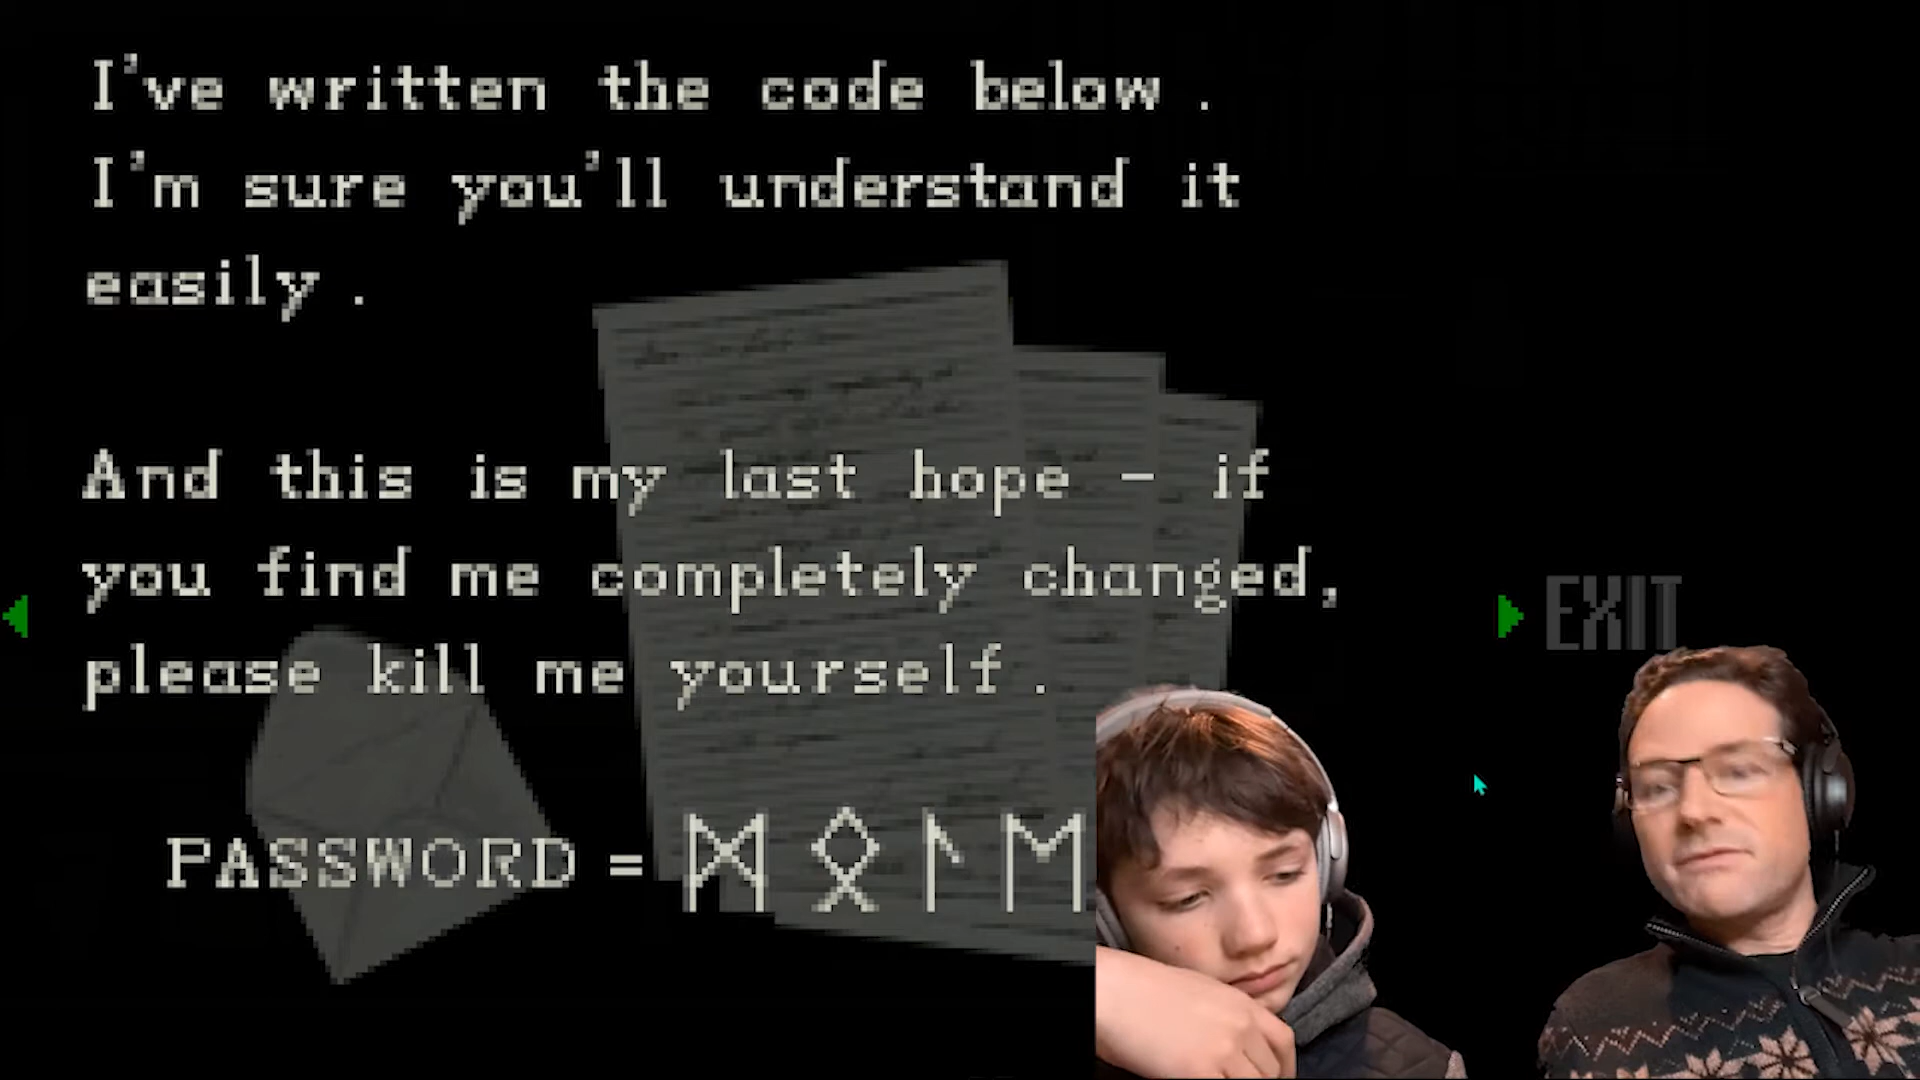 I've written the code below.
I'm sure you'll understand it
easily.
And this is my last hope - if
you find me completely changed,
please kill me yourself.
EXIT
PASSWORD = ᛗᛟᛚᛖ